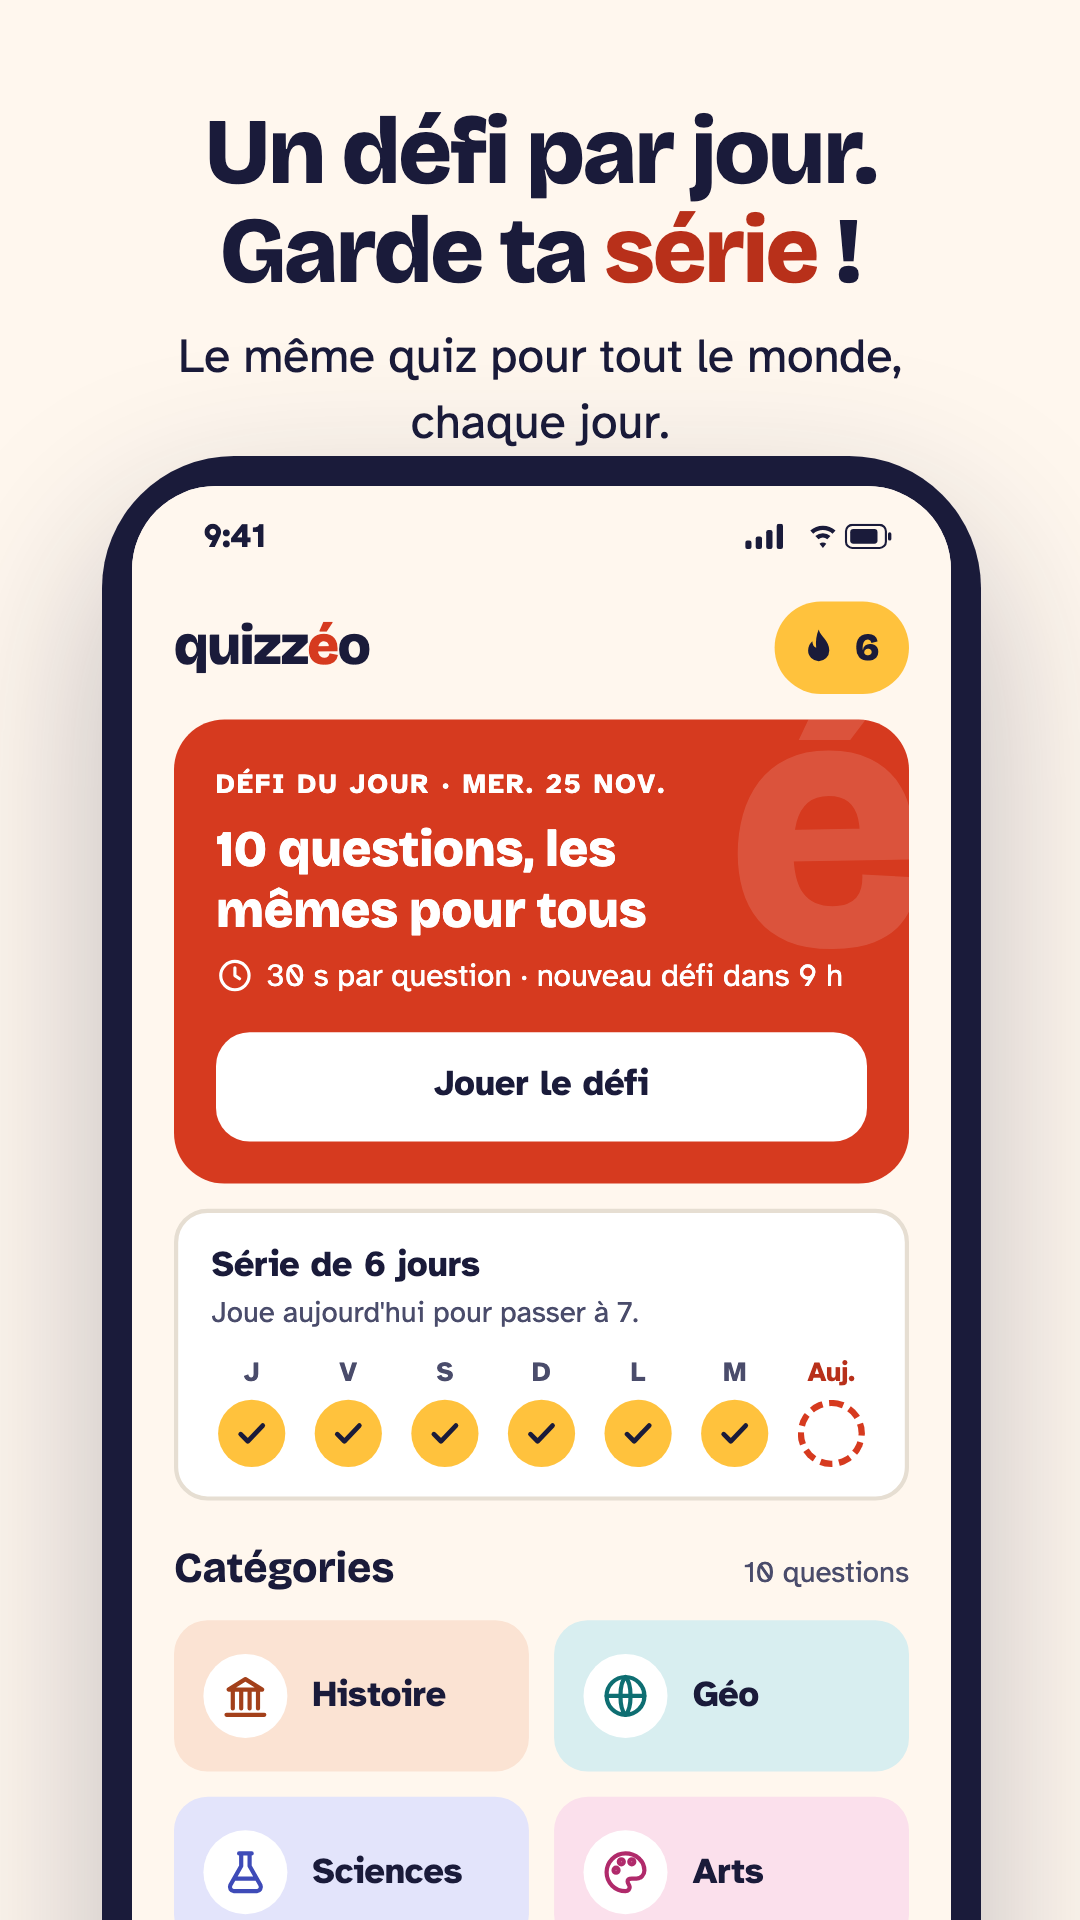 Un défi par jour.
Garde ta série !
Le même quiz pour tout le monde,
chaque jour.
9:41
quizzéo
6
é
DÉFI DU JOUR · MER. 25 NOV.
10 questions, les
mêmes pour tous
30 s par question · nouveau défi dans 9 h
Jouer le défi
Série de 6 jours
Joue aujourd'hui pour passer à 7.
J V S D L M Auj.
Catégories
10 questions
Histoire
Géo
Sciences
Arts